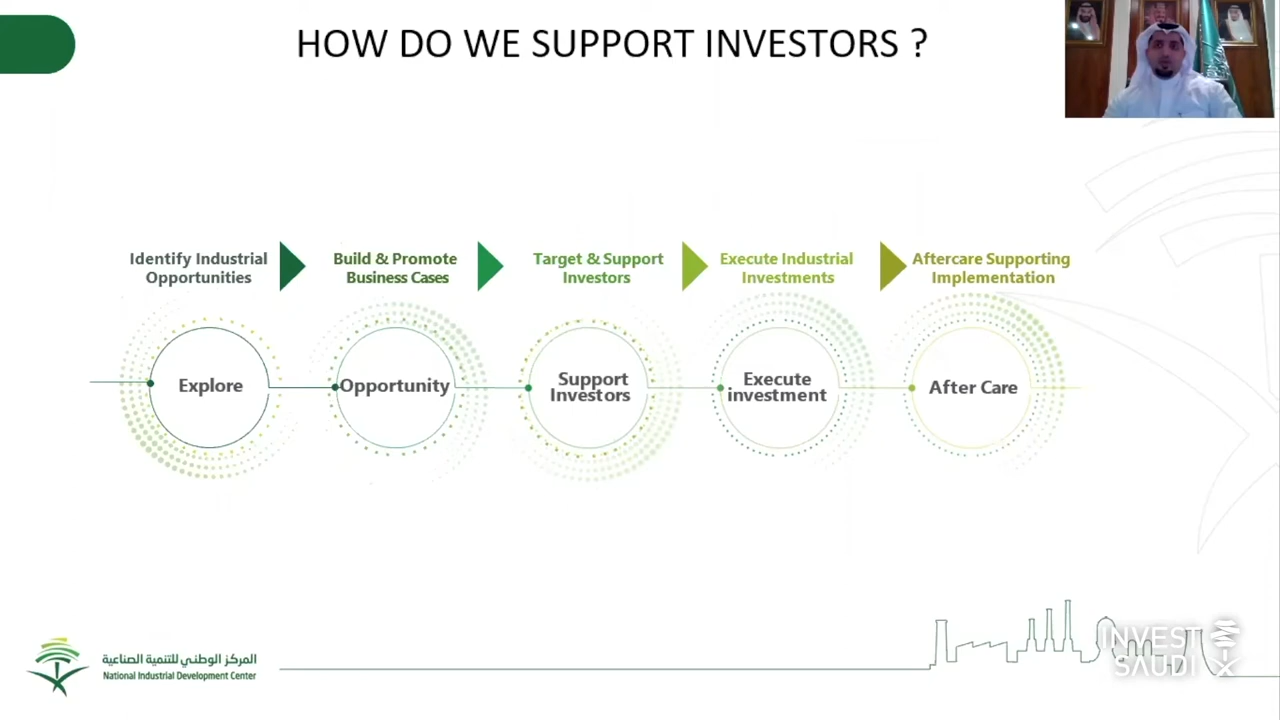 HOW DO WE SUPPORT INVESTORS ?
Identify Industrial
Opportunities
Build & Promote
Business Cases
Target & Support
Investors
Execute Industrial
Investments
Aftercare Supporting
Implementation
Explore
Opportunity
Support
Investors
Execute
investment
After Care
المركز الوطني للتنمية الصناعية
National Industrial Development Center
INVEST
SAUDI